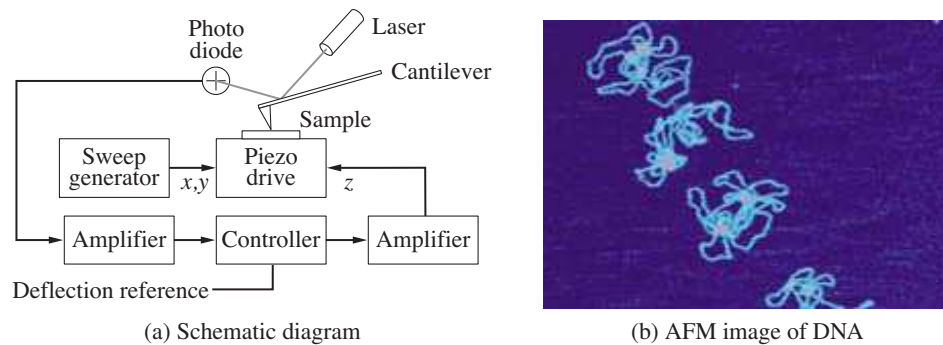 Photo
diode
Laser
Cantilever
Sample
Sweep
generator
x,y
Piezo
drive
z
Amplifier
Controller
Amplifier
Deflection reference
(a) Schematic diagram
(b) AFM image of DNA